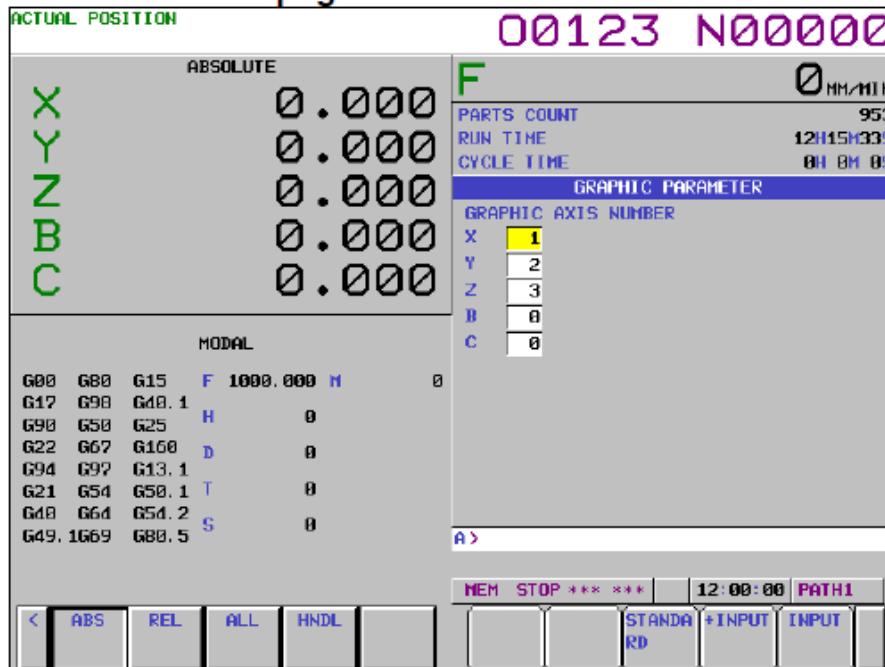 ACTUAL POSITION
O0123 N00000
ABSOLUTE
X 0.000
Y 0.000
Z 0.000
B 0.000
C 0.000
MODAL
G00 G80 G15 F 1000.000 M 0
G17 G98 G40.1
H 0
G90 G50 G25
G22 G67 G160
D 0
G94 G97 G13.1
G21 G54 G50.1
T 0
G40 G64 G54.2
S 0
G49.1 G69 G80.5
< ABS REL ALL HNDL
F 0 MM/MI
PARTS COUNT 953
RUN TIME 12H15M33
CYCLE TIME 0H 0M 0
GRAPHIC PARAMETER
GRAPHIC AXIS NUMBER
X 1
Y 2
Z 3
B 0
C 0
A>
MEM STOP *** *** 12:00:00 PATH1
STANDA +INPUT INPUT
RD